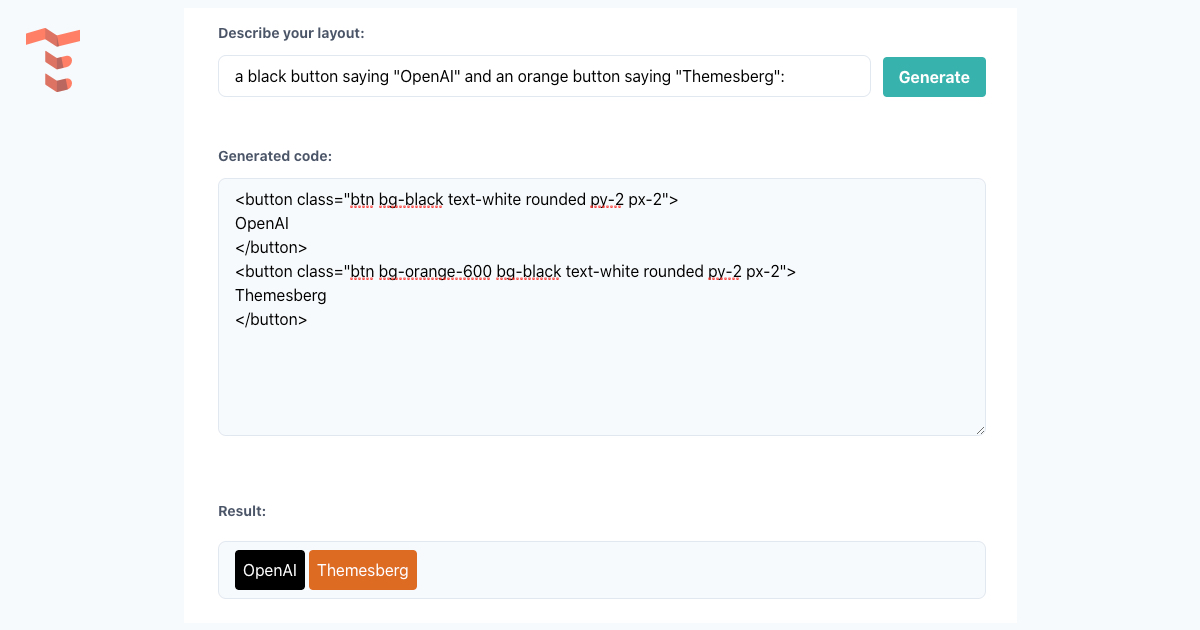 Describe your layout:
a black button saying "OpenAI" and an orange button saying "Themesberg":
Generate
Generated code:
<button class="btn bg-black text-white rounded py-2 px-2">
OpenAI
</button>
<button class="btn bg-orange-600 bg-black text-white rounded py-2 px-2">
Themesberg
</button>
Result:
OpenAI Themesberg